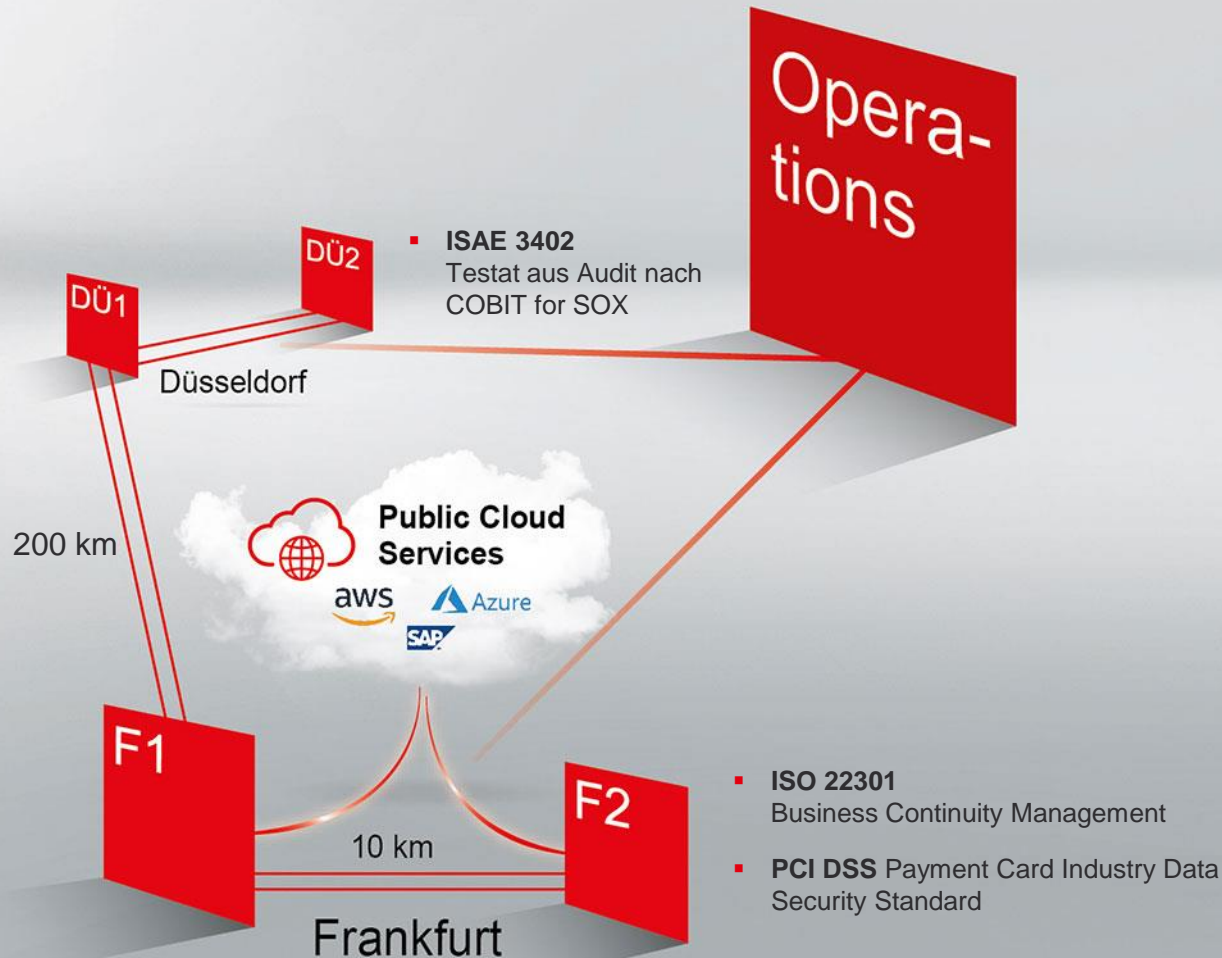 Opera-
tions
DÜ2
▪ ISAE 3402
Testat aus Audit nach
COBIT for SOX
DÜ1
Düsseldorf
200 km
Public Cloud
Services
aws
Azure
SAP
F1
F2
10 km
Frankfurt
▪ ISO 22301
Business Continuity Management
▪ PCI DSS Payment Card Industry Data
Security Standard